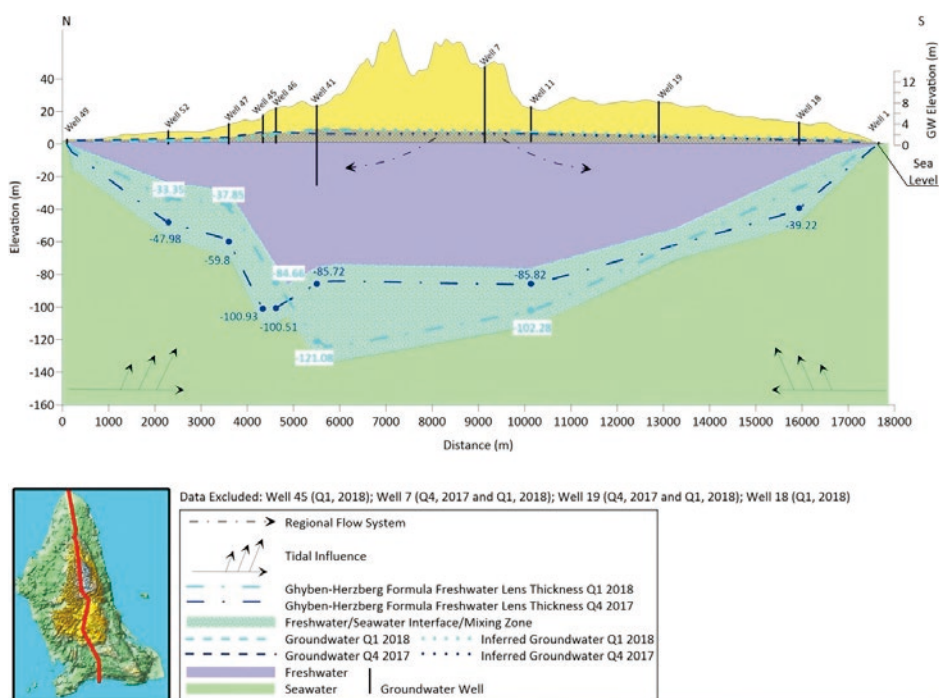 N
S
Well 49
Well 52
Well 47
Well 45
Well 46
Well 41
Well 7
Well 11
Well 19
Well 18
Well 1
Elevation (m)
40
20
0
-20
-40
-60
-80
-100
-120
-140
-160
GW Elevation (m)
12
8
4
0
Sea
Level
-33.35
-37.85
-47.98
-59.8
-84.66
-85.72
-85.82
-39.22
-100.93
-100.51
-102.28
-121.08
0 2000 4000 5000 6000 7000 8000 9000 10000 11000 12000 13000 14000 16000 18000
Distance (m)
Data Excluded: Well 45 (Q1, 2018); Well 7 (Q4, 2017 and Q1, 2018); Well 19 (Q4, 2017 and Q1, 2018); Well 18 (Q1, 2018)
Regional Flow System
Tidal Influence
Ghyben-Herzberg Formula Freshwater Lens Thickness Q1 2018
Ghyben-Herzberg Formula Freshwater Lens Thickness Q4 2017
Freshwater/Seawater Interface/Mixing Zone
Groundwater Q1 2018 Inferred Groundwater Q1 2018
Groundwater Q4 2017 Inferred Groundwater Q4 2017
Freshwater
Seawater Groundwater Well